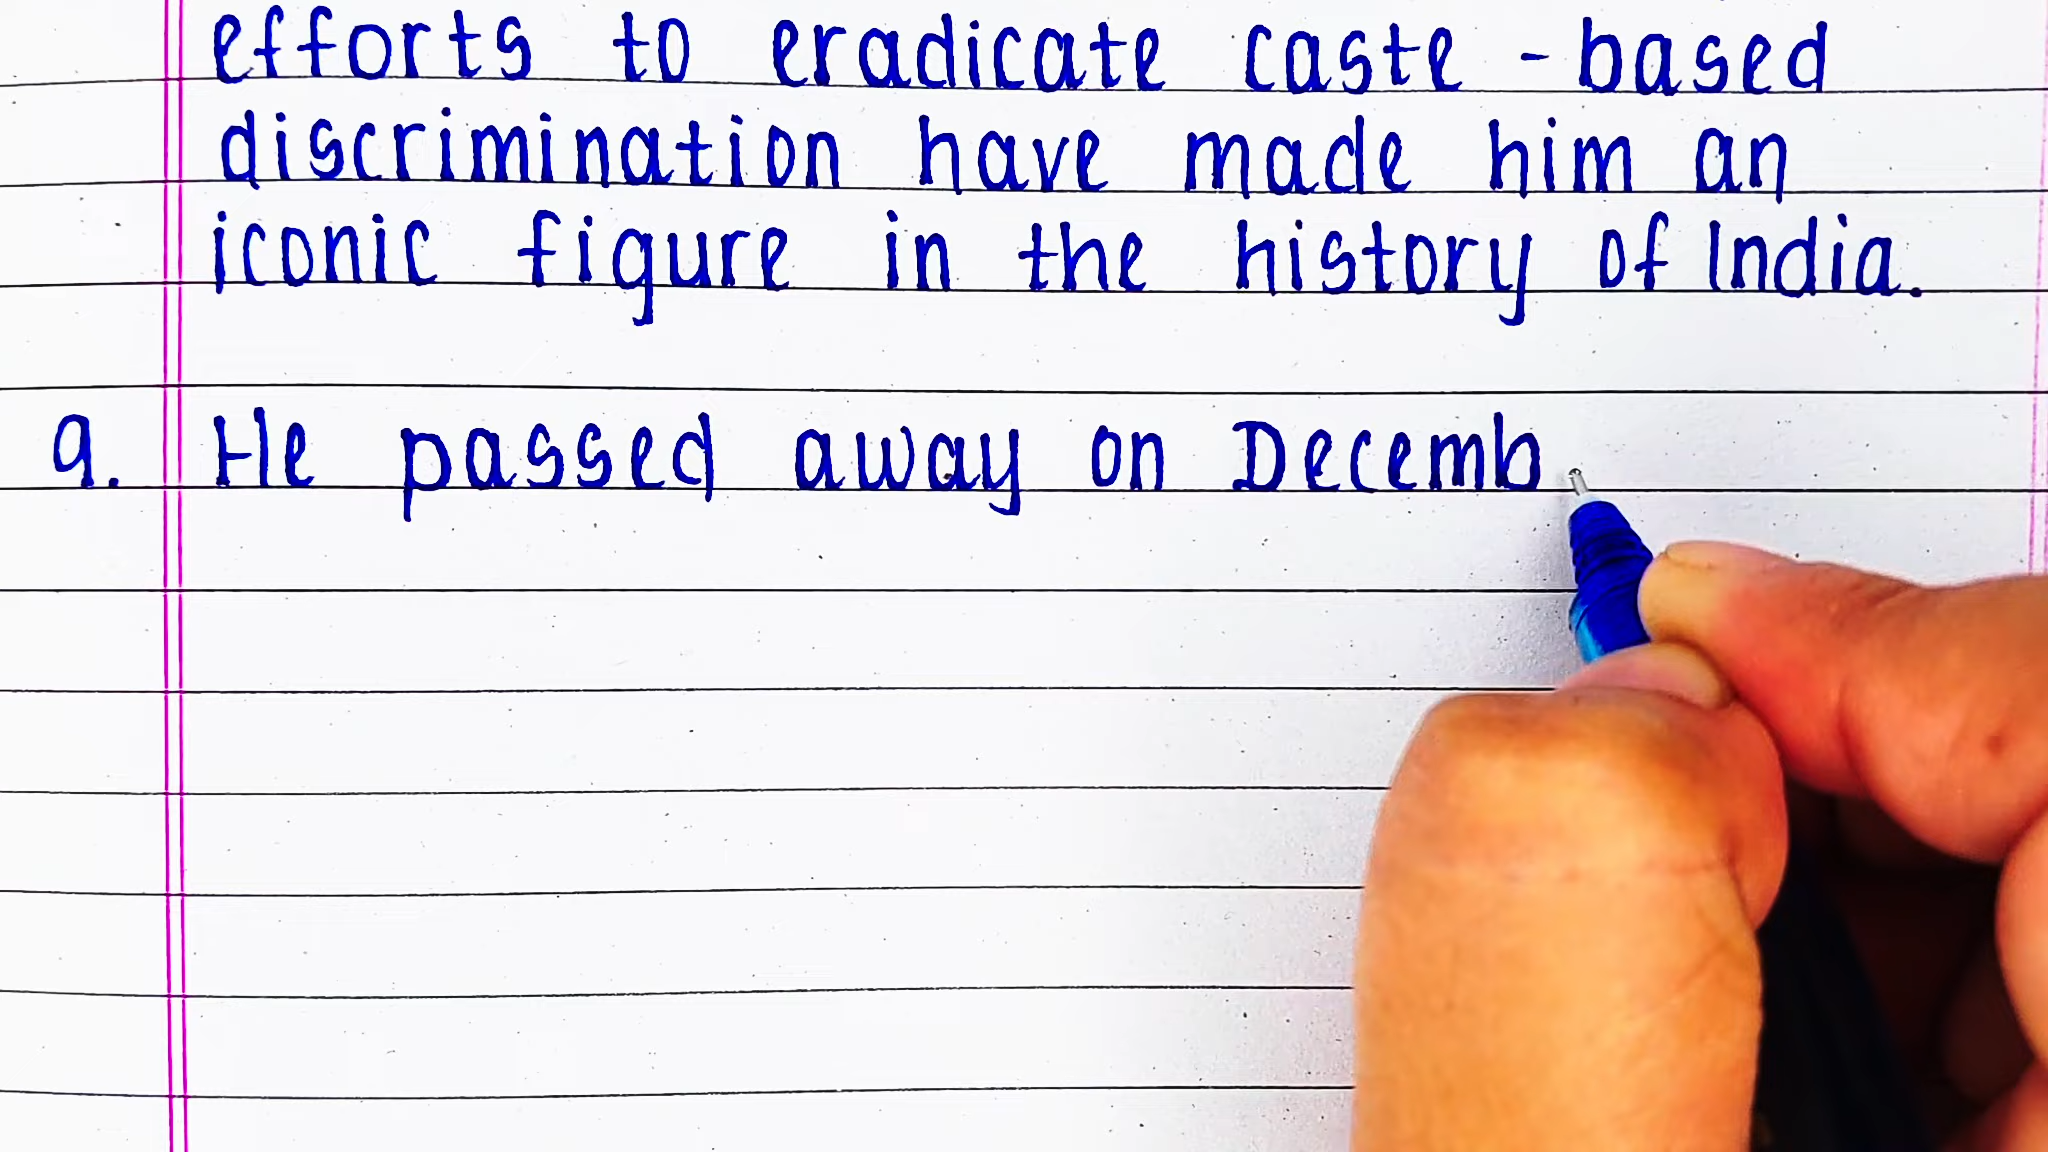 efforts to eradicate caste -based
discrimination have made him an
iconic figure in the history of India.
9. He passed away on Decemb